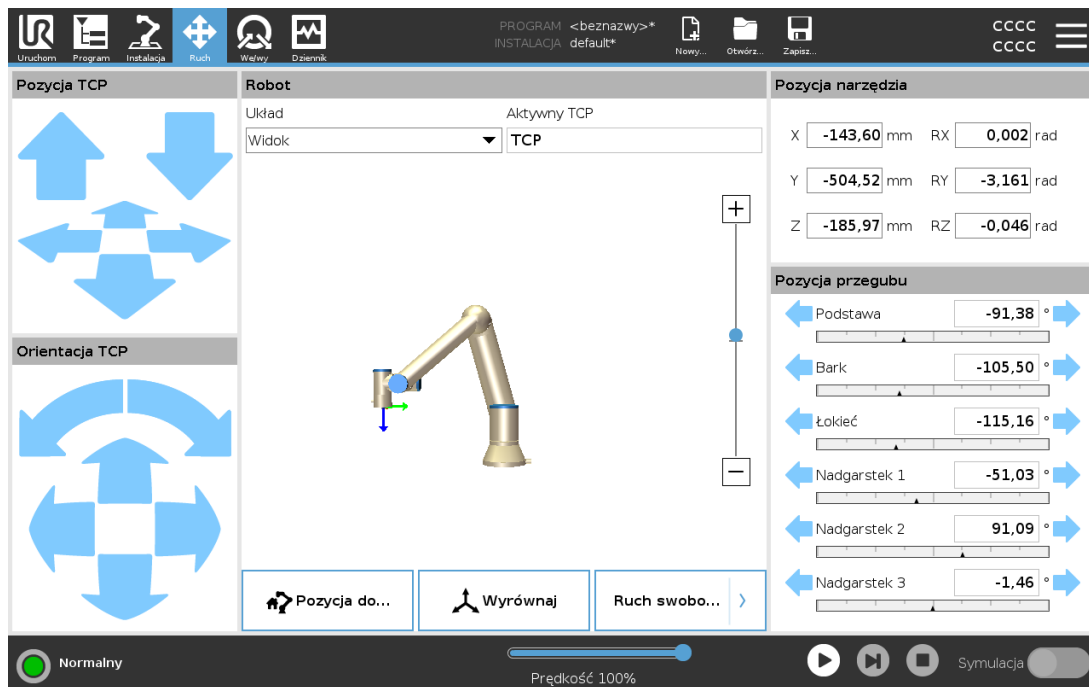 UR
Uruchom Program Instalacja Ruch We/wy Dziennik
PROGRAM <beznazwy>*
INSTALACJA default*
Nowy... Otwórz... Zapisz...
CCCC
CCCC
Pozycja TCP
Orientacja TCP
Robot
Układ Aktywny TCP
Widok TCP
+
−
Pozycja do... Wyrównaj Ruch swobo...
Pozycja narzędzia
X -143,60 mm RX 0,002 rad
Y -504,52 mm RY -3,161 rad
Z -185,97 mm RZ -0,046 rad
Pozycja przegubu
Podstawa -91,38 °
Bark -105,50 °
Łokieć -115,16 °
Nadgarstek 1 -51,03 °
Nadgarstek 2 91,09 °
Nadgarstek 3 -1,46 °
Normalny
Prędkość 100%
Symulacja